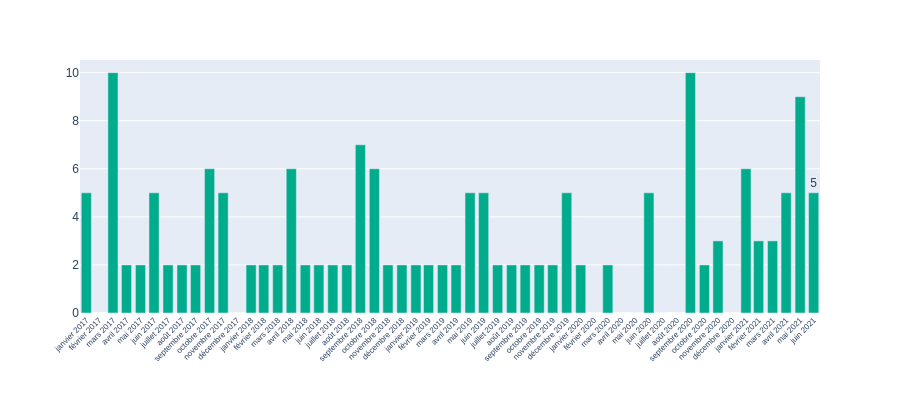 10
8
6
4
2
0
5
janvier 2017
février 2017
mars 2017
avril 2017
mai 2017
juin 2017
juillet 2017
août 2017
septembre 2017
octobre 2017
novembre 2017
décembre 2017
janvier 2018
février 2018
mars 2018
avril 2018
mai 2018
juin 2018
juillet 2018
août 2018
septembre 2018
octobre 2018
novembre 2018
décembre 2018
janvier 2019
février 2019
mars 2019
avril 2019
mai 2019
juin 2019
juillet 2019
août 2019
septembre 2019
octobre 2019
novembre 2019
décembre 2019
janvier 2020
février 2020
mars 2020
avril 2020
mai 2020
juin 2020
juillet 2020
août 2020
septembre 2020
octobre 2020
novembre 2020
décembre 2020
janvier 2021
février 2021
mars 2021
avril 2021
mai 2021
juin 2021